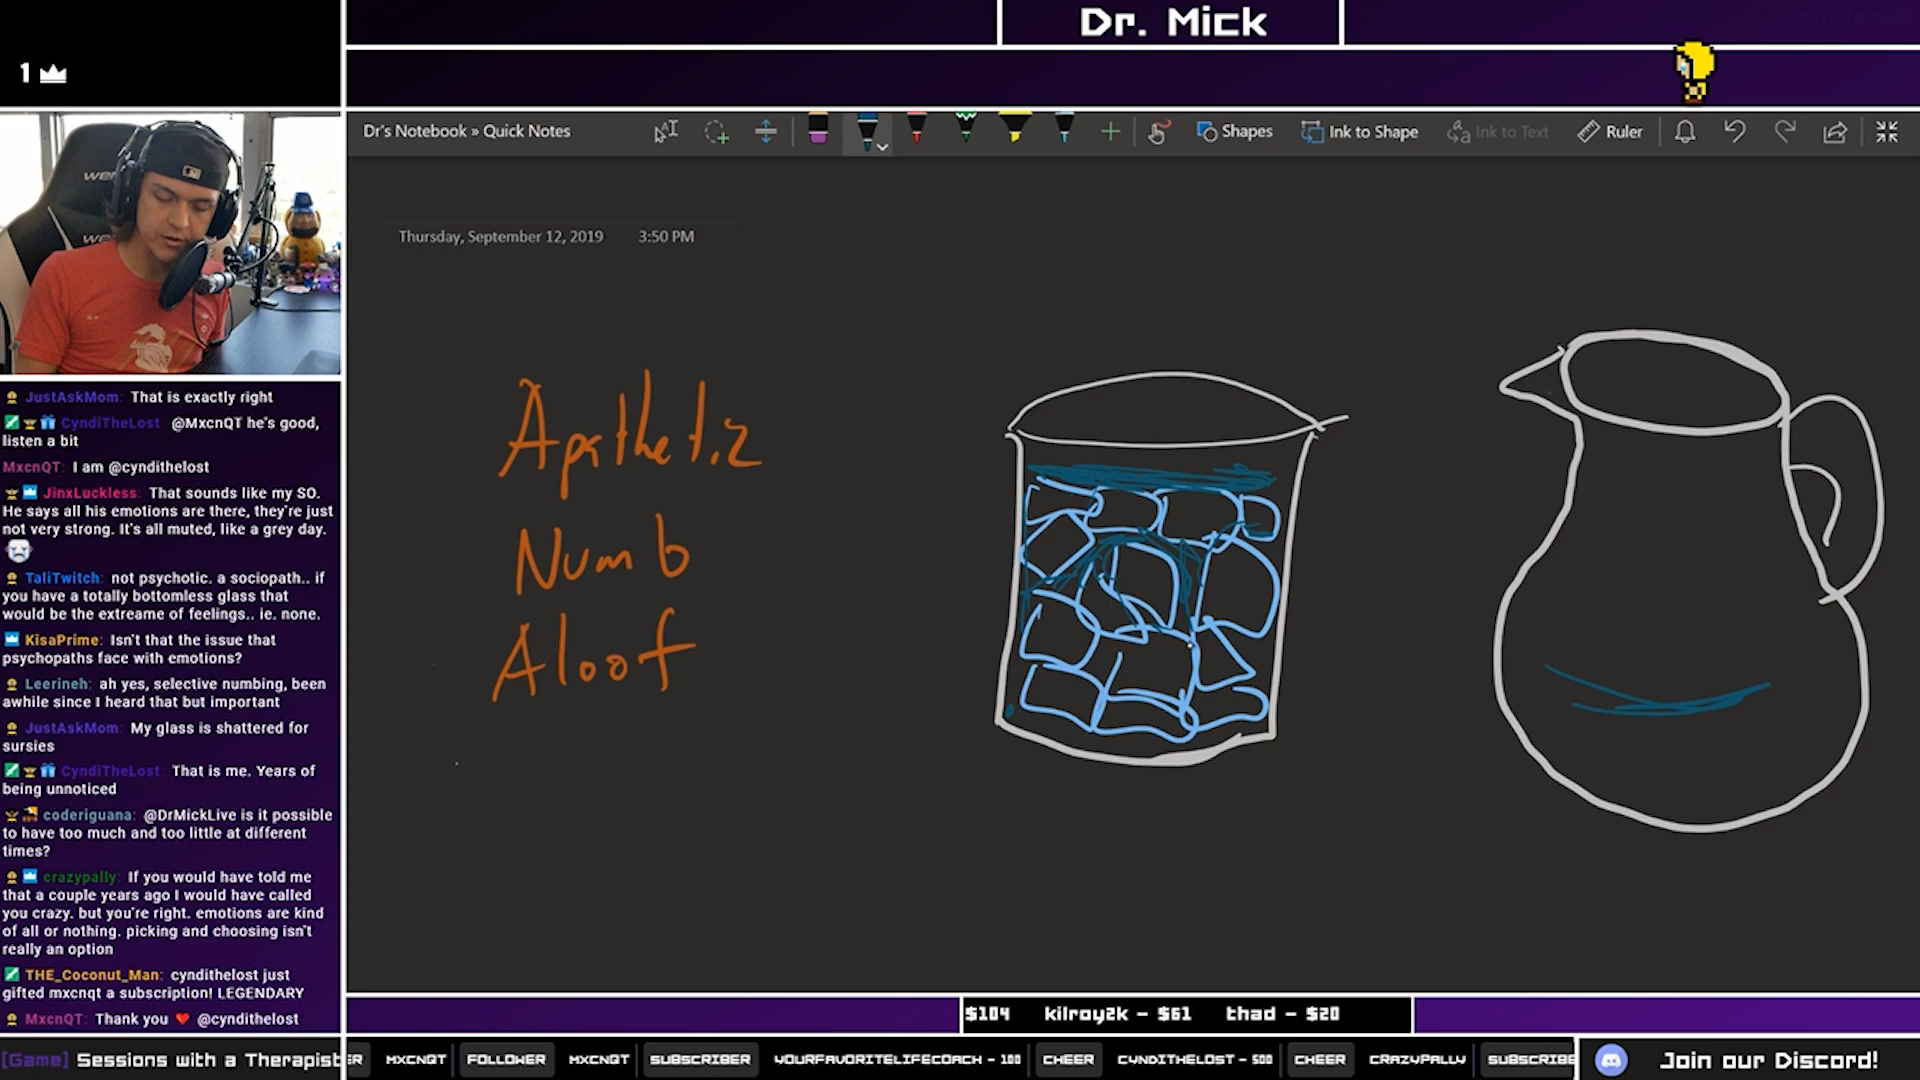 Dr. Mick
1
Dr's Notebook » Quick Notes
Shapes
Ink to Shape
Ink to Text
Ruler
Thursday, September 12, 2019 3:50 PM
Apathetic
Numb
Aloof
JustAskMom: That is exactly right
CyndiTheLost: @MxcnQT he's good,
listen a bit
MxcnQT: I am @cyndithelost
JinxLuckless: That sounds like my SO.
He says all his emotions are there, they're just
not very strong. It's all muted, like a grey day.
TaliTwitch: not psychotic. a sociopath.. if
you have a totally bottomless glass that
would be the extreame of feelings.. ie. none.
KisaPrime: Isn't that the issue that
psychopaths face with emotions?
Leerineh: ah yes, selective numbing, been
awhile since I heard that but important
JustAskMom: My glass is shattered for
sursies
CyndiTheLost: That is me. Years of
being unnoticed
coderiguana: @DrMickLive is it possible
to have too much and too little at different
times?
crazypally: If you would have told me
that a couple years ago I would have called
you crazy. but you're right. emotions are kind
of all or nothing. picking and choosing isn't
really an option
THE_Coconut_Man: cyndithelost just
gifted mxcnqt a subscription! LEGENDARY
MxcnQT: Thank you ❤ @cyndithelost
$104 kilroy2k - $61 thad - $20
[Game] Sessions with a Therapist
ER MXCNQT FOLLOWER MXCNQT SUBSCRIBER YOURFAVORITELIFECOACH - 100 CHEER CYNDITHELOST - 500 CHEER CRAZYPALLY SUBSCRIBE
Join our Discord!